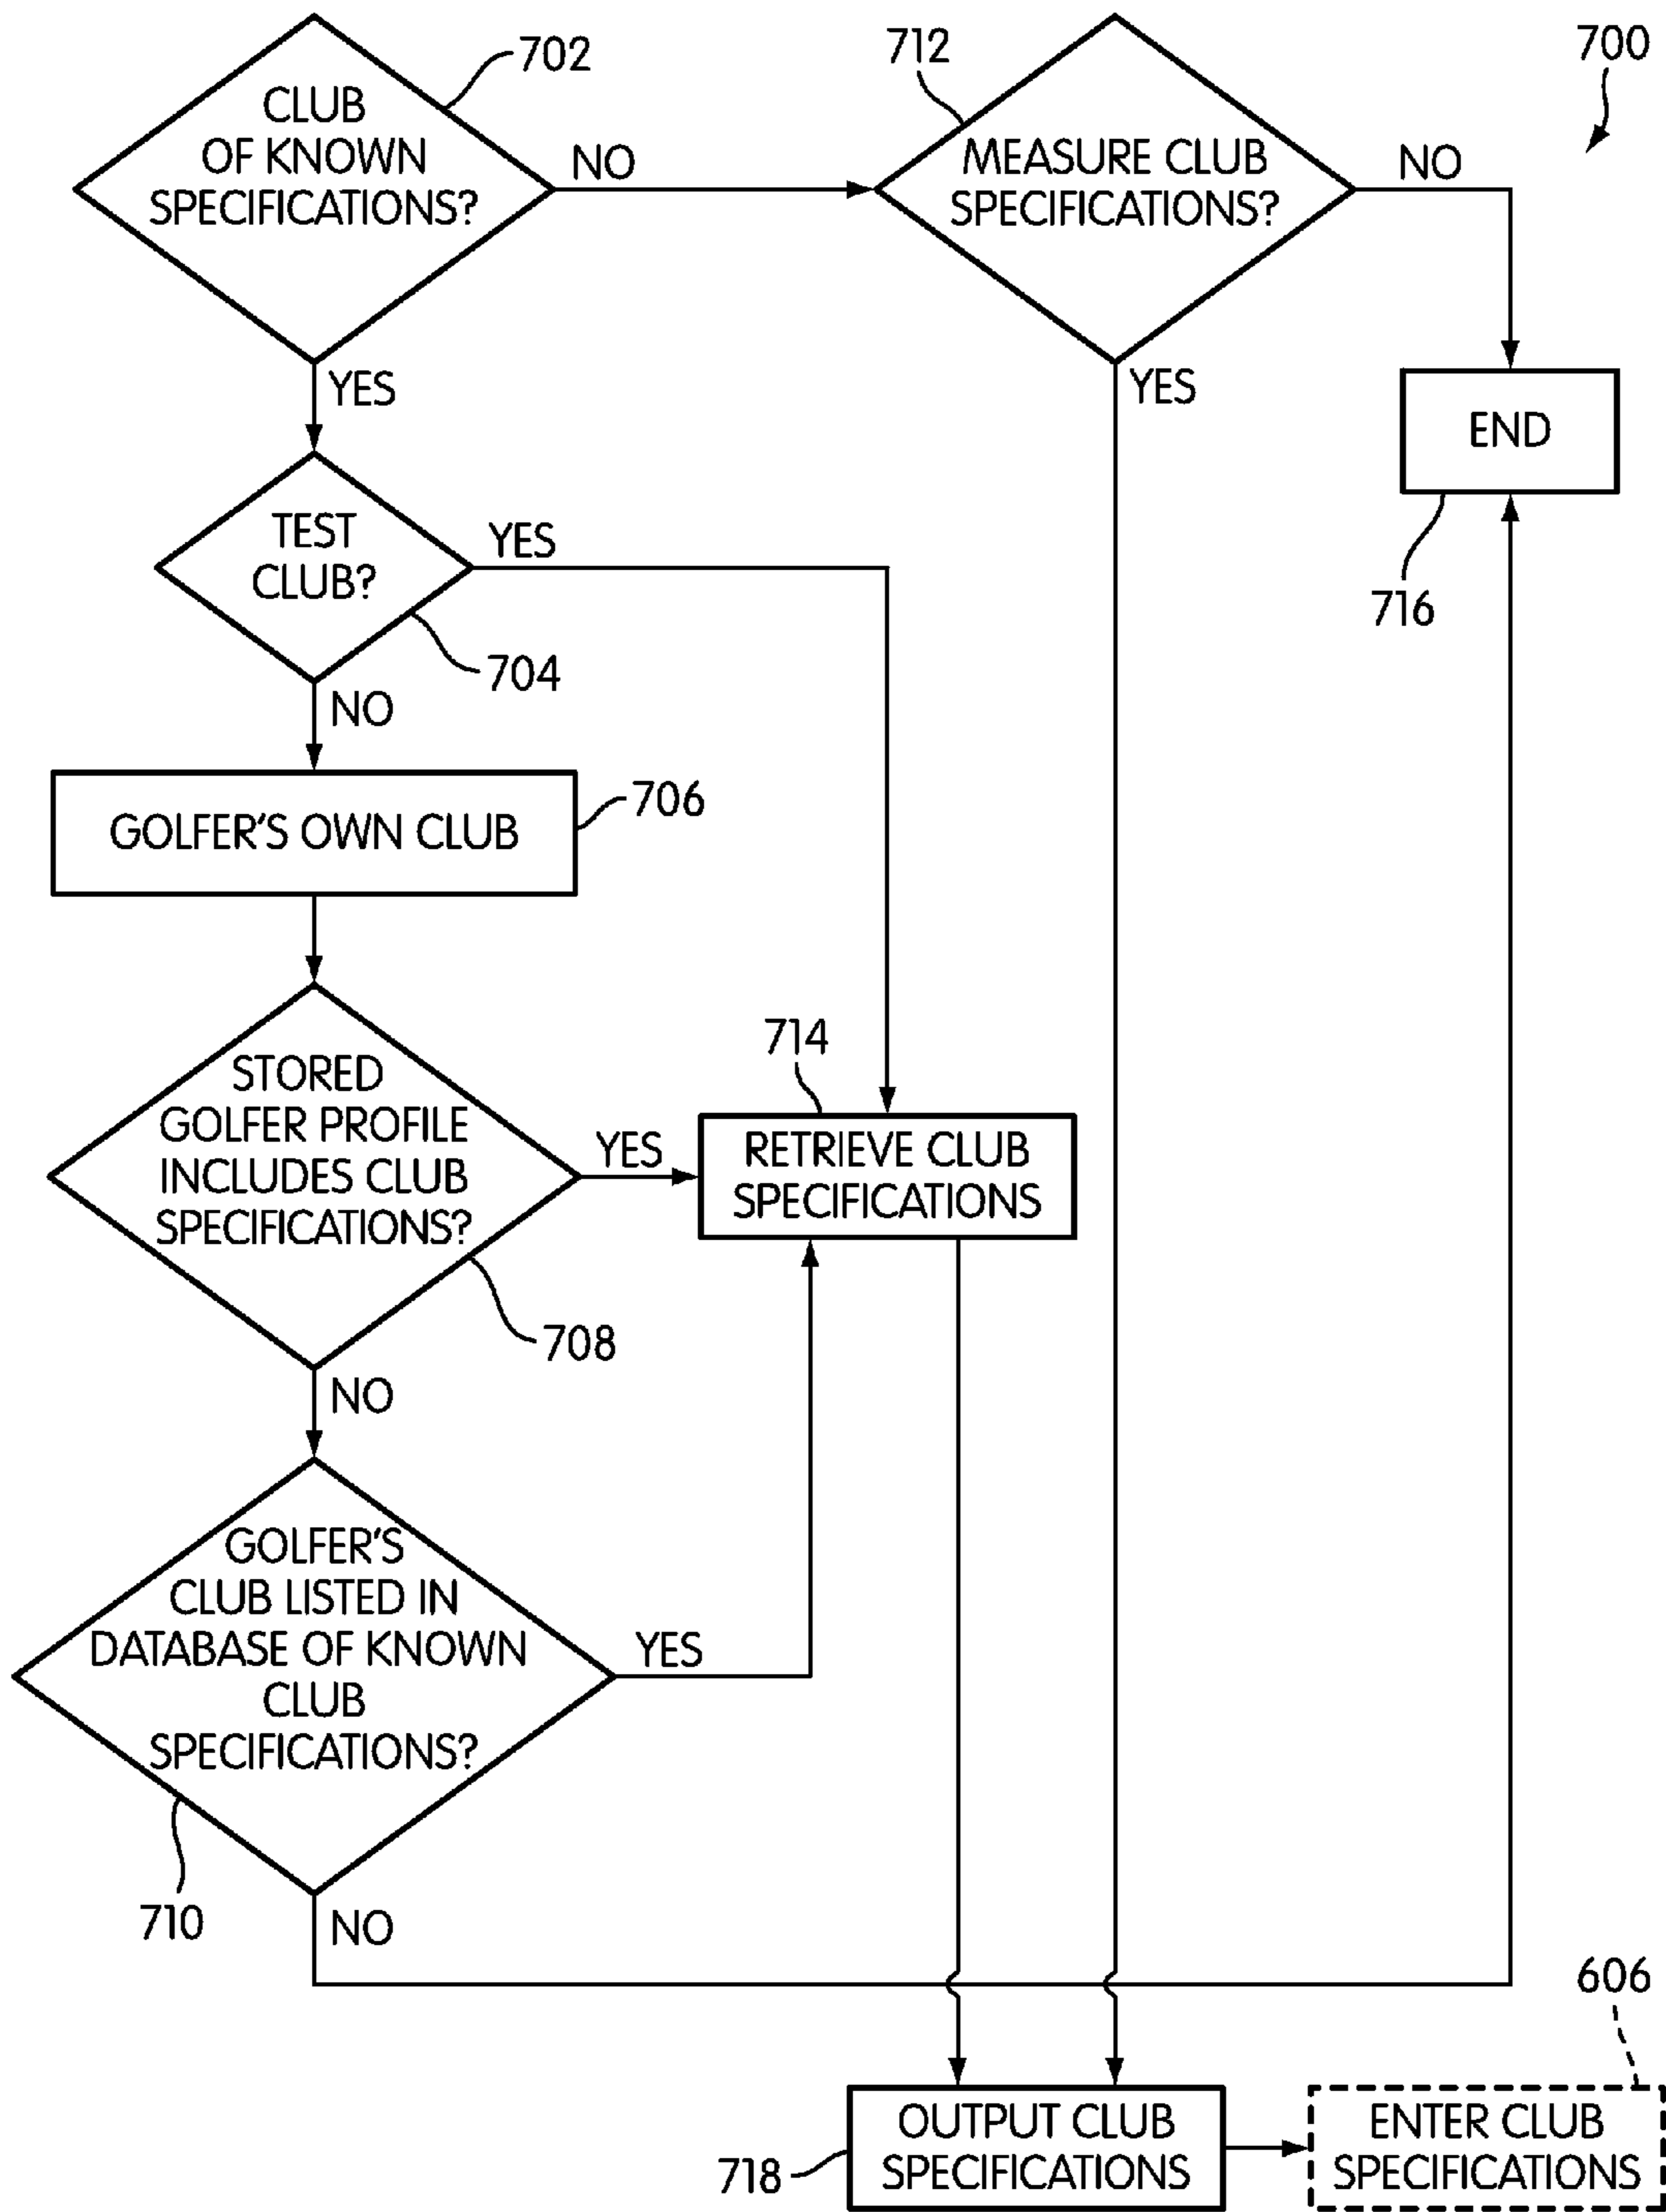 702
712
700
CLUB
OF KNOWN
SPECIFICATIONS?
NO
MEASURE CLUB
SPECIFICATIONS?
NO
YES
YES
END
716
TEST
CLUB?
YES
704
NO
GOLFER'S OWN CLUB
706
STORED
GOLFER PROFILE
INCLUDES CLUB
SPECIFICATIONS?
YES
714
RETRIEVE CLUB
SPECIFICATIONS
708
NO
GOLFER'S
CLUB LISTED IN
DATABASE OF KNOWN
CLUB
SPECIFICATIONS?
YES
710
NO
606
OUTPUT CLUB
SPECIFICATIONS
718
ENTER CLUB
SPECIFICATIONS